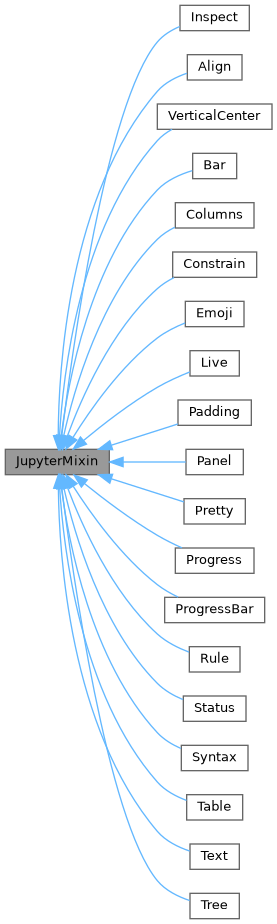 Inspect
Align
VerticalCenter
Bar
Columns
Constrain
Emoji
Live
Padding
JupyterMixin
Panel
Pretty
Progress
ProgressBar
Rule
Status
Syntax
Table
Text
Tree